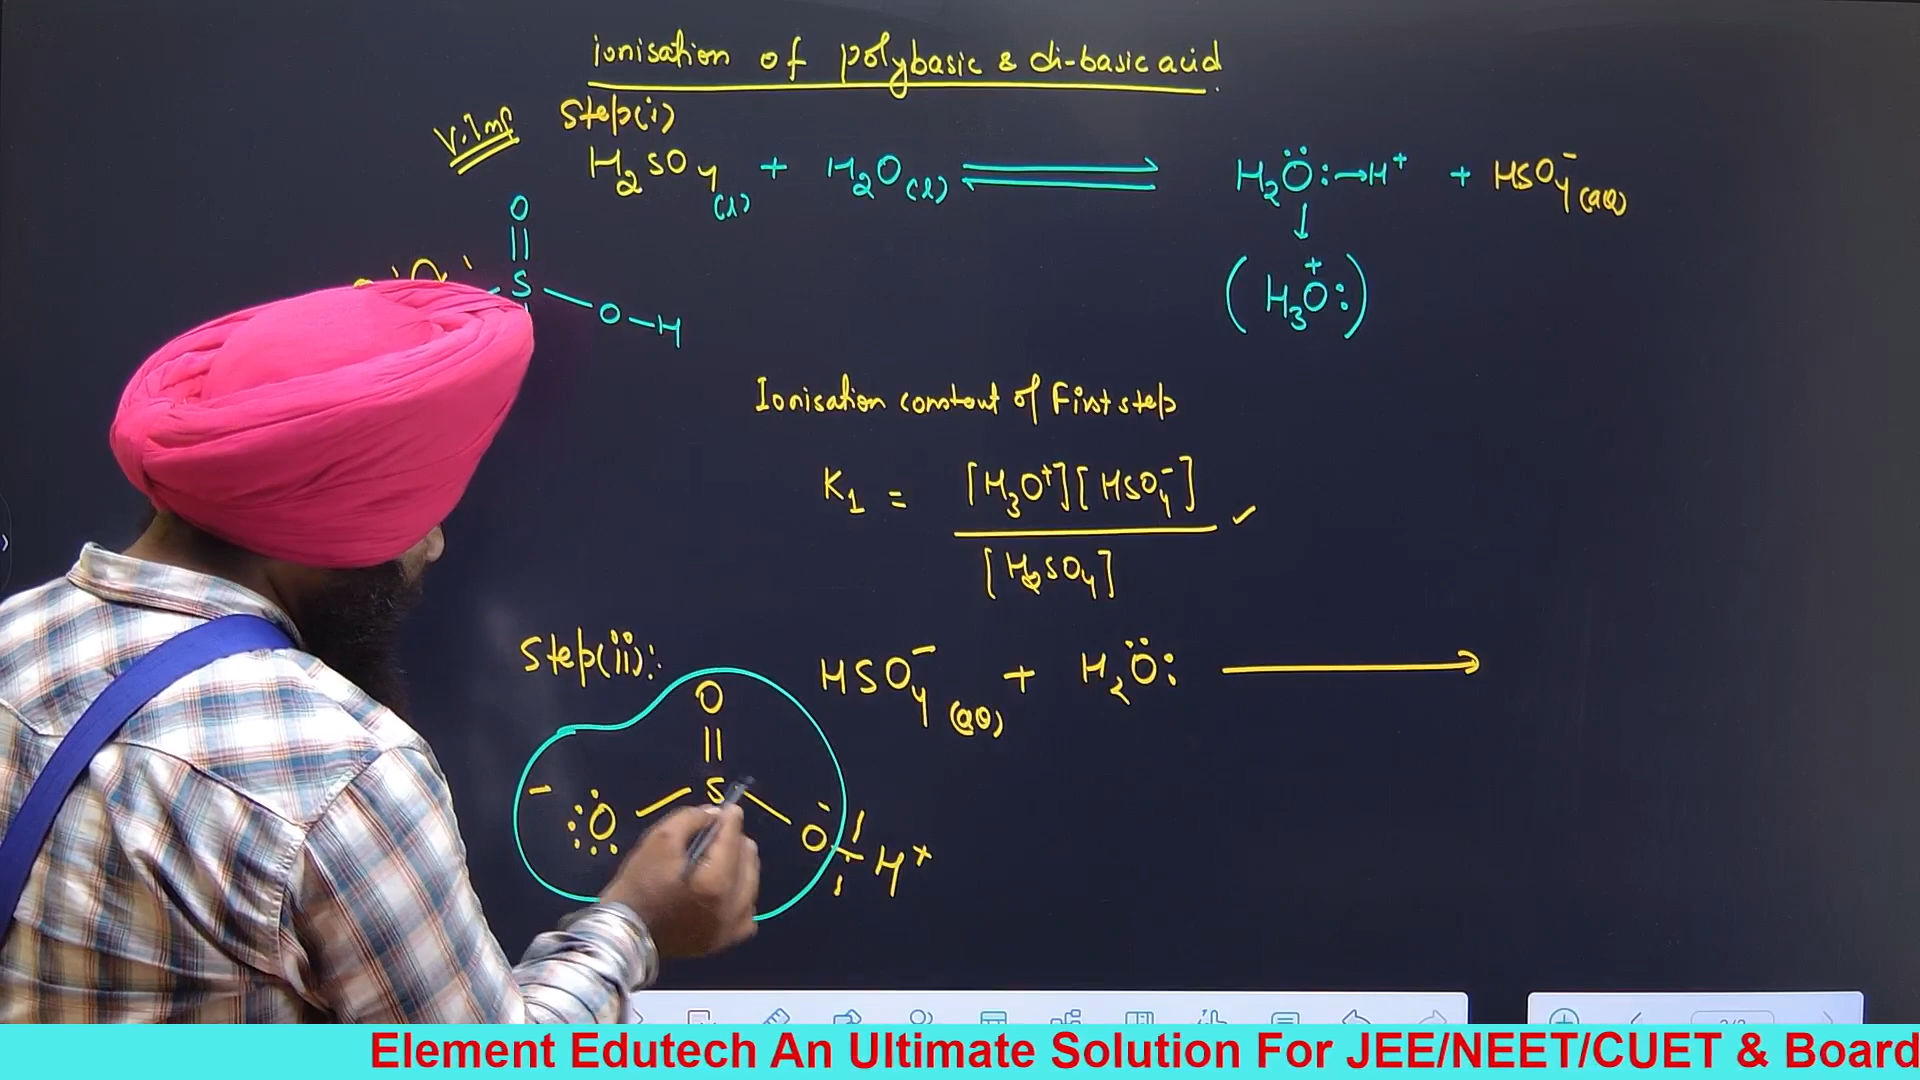 ionisation of polybasic & di-basic acid
V.Imp
Step(i)
H₂SO₄(l) + H₂O(l) ⇌ H₂Ö:→H⁺ + HSO₄⁻(aq)
↓
(H₃O⁺:)
O
||
S
O-H
Ionisation constant of First step
K₁ = [H₃O⁺][HSO₄⁻] ✓
[H₂SO₄]
Step(ii): HSO₄⁻(aq) + H₂Ö: ⟶
O
||
- :O S O H⁺
Element Edutech An Ultimate Solution For JEE/NEET/CUET & Board